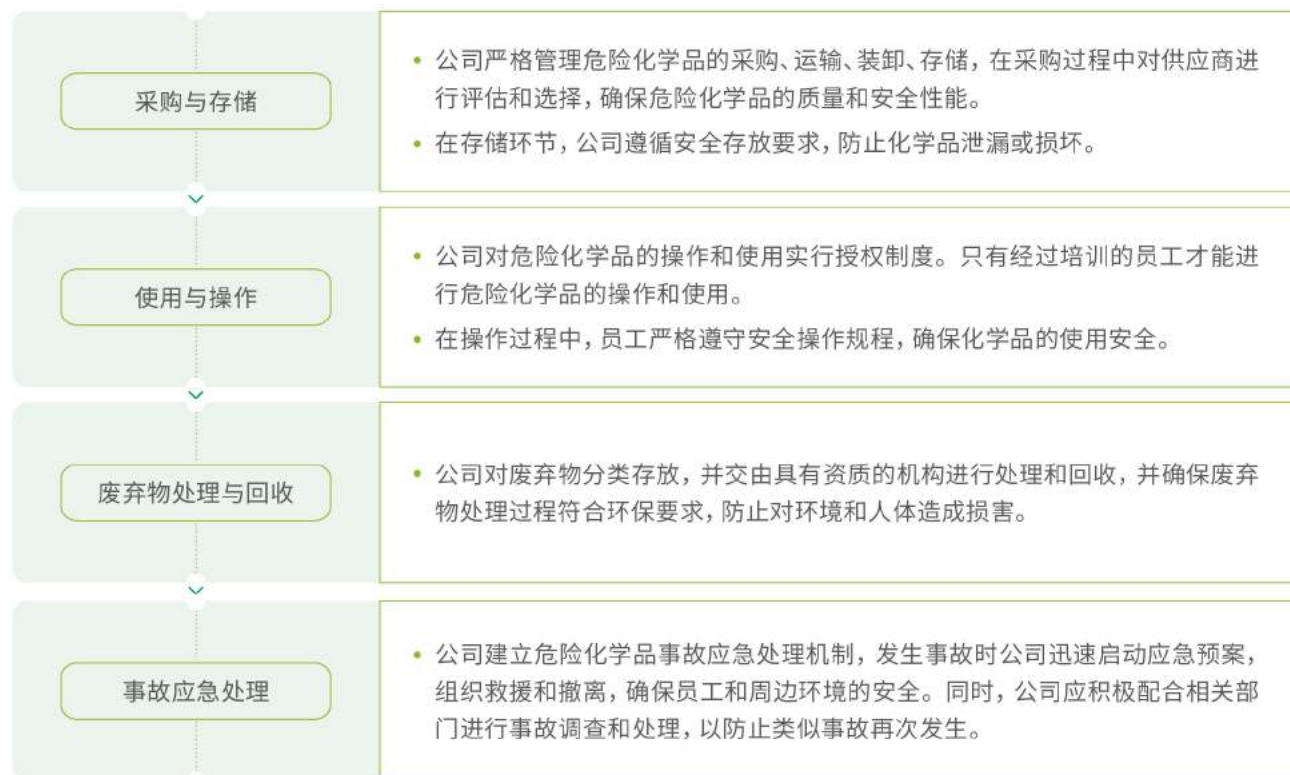 采购与存储
• 公司严格管理危险化学品的采购、运输、装卸、存储，在采购过程中对供应商进
行评估和选择，确保危险化学品的质量和安全性能。
• 在存储环节，公司遵循安全存放要求，防止化学品泄漏或损坏。
使用与操作
• 公司对危险化学品的操作和使用实行授权制度。只有经过培训的员工才能进
行危险化学品的操作和使用。
• 在操作过程中，员工严格遵守安全操作规程，确保化学品的使用安全。
废弃物处理与回收
• 公司对废弃物分类存放，并交由具有资质的机构进行处理和回收，并确保废弃
物处理过程符合环保要求，防止对环境和人体造成损害。
事故应急处理
• 公司建立危险化学品事故应急处理机制，发生事故时公司迅速启动应急预案，
组织救援和撤离，确保员工和周边环境的安全。同时，公司应积极配合相关部
门进行事故调查和处理，以防止类似事故再次发生。